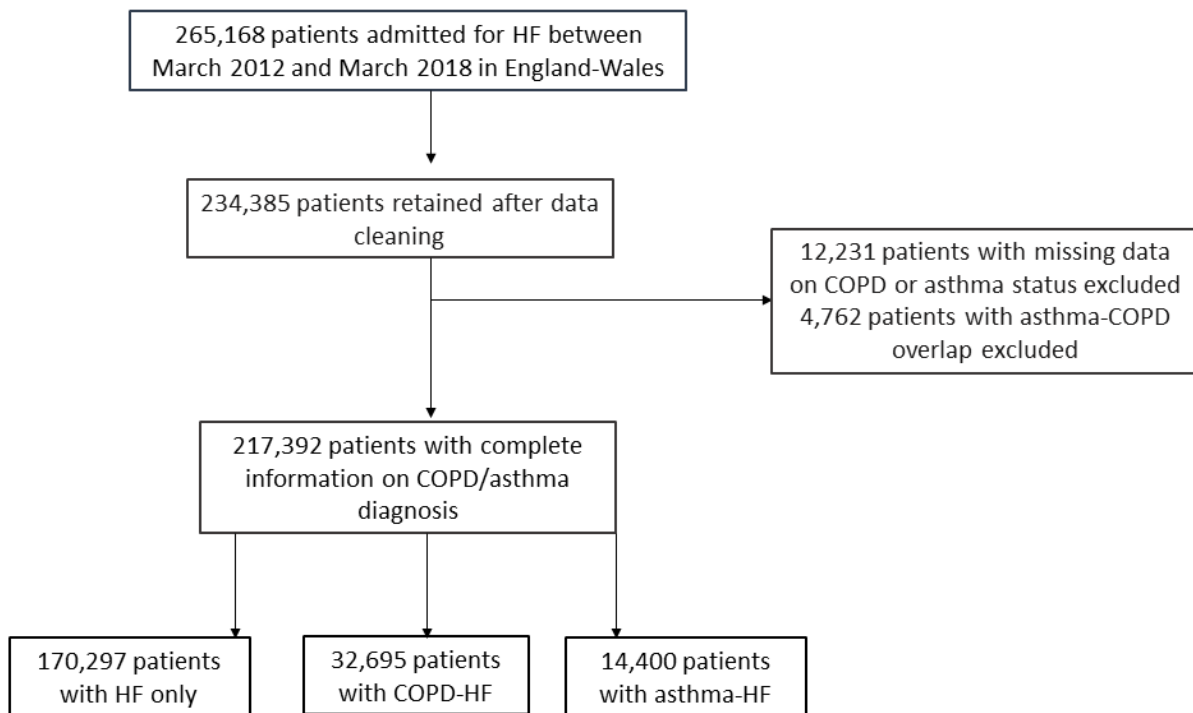 265,168 patients admitted for HF between
March 2012 and March 2018 in England-Wales
234,385 patients retained after data
cleaning
12,231 patients with missing data
on COPD or asthma status excluded
4,762 patients with asthma-COPD
overlap excluded
217,392 patients with complete
information on COPD/asthma
diagnosis
170,297 patients
with HF only
32,695 patients
with COPD-HF
14,400 patients
with asthma-HF